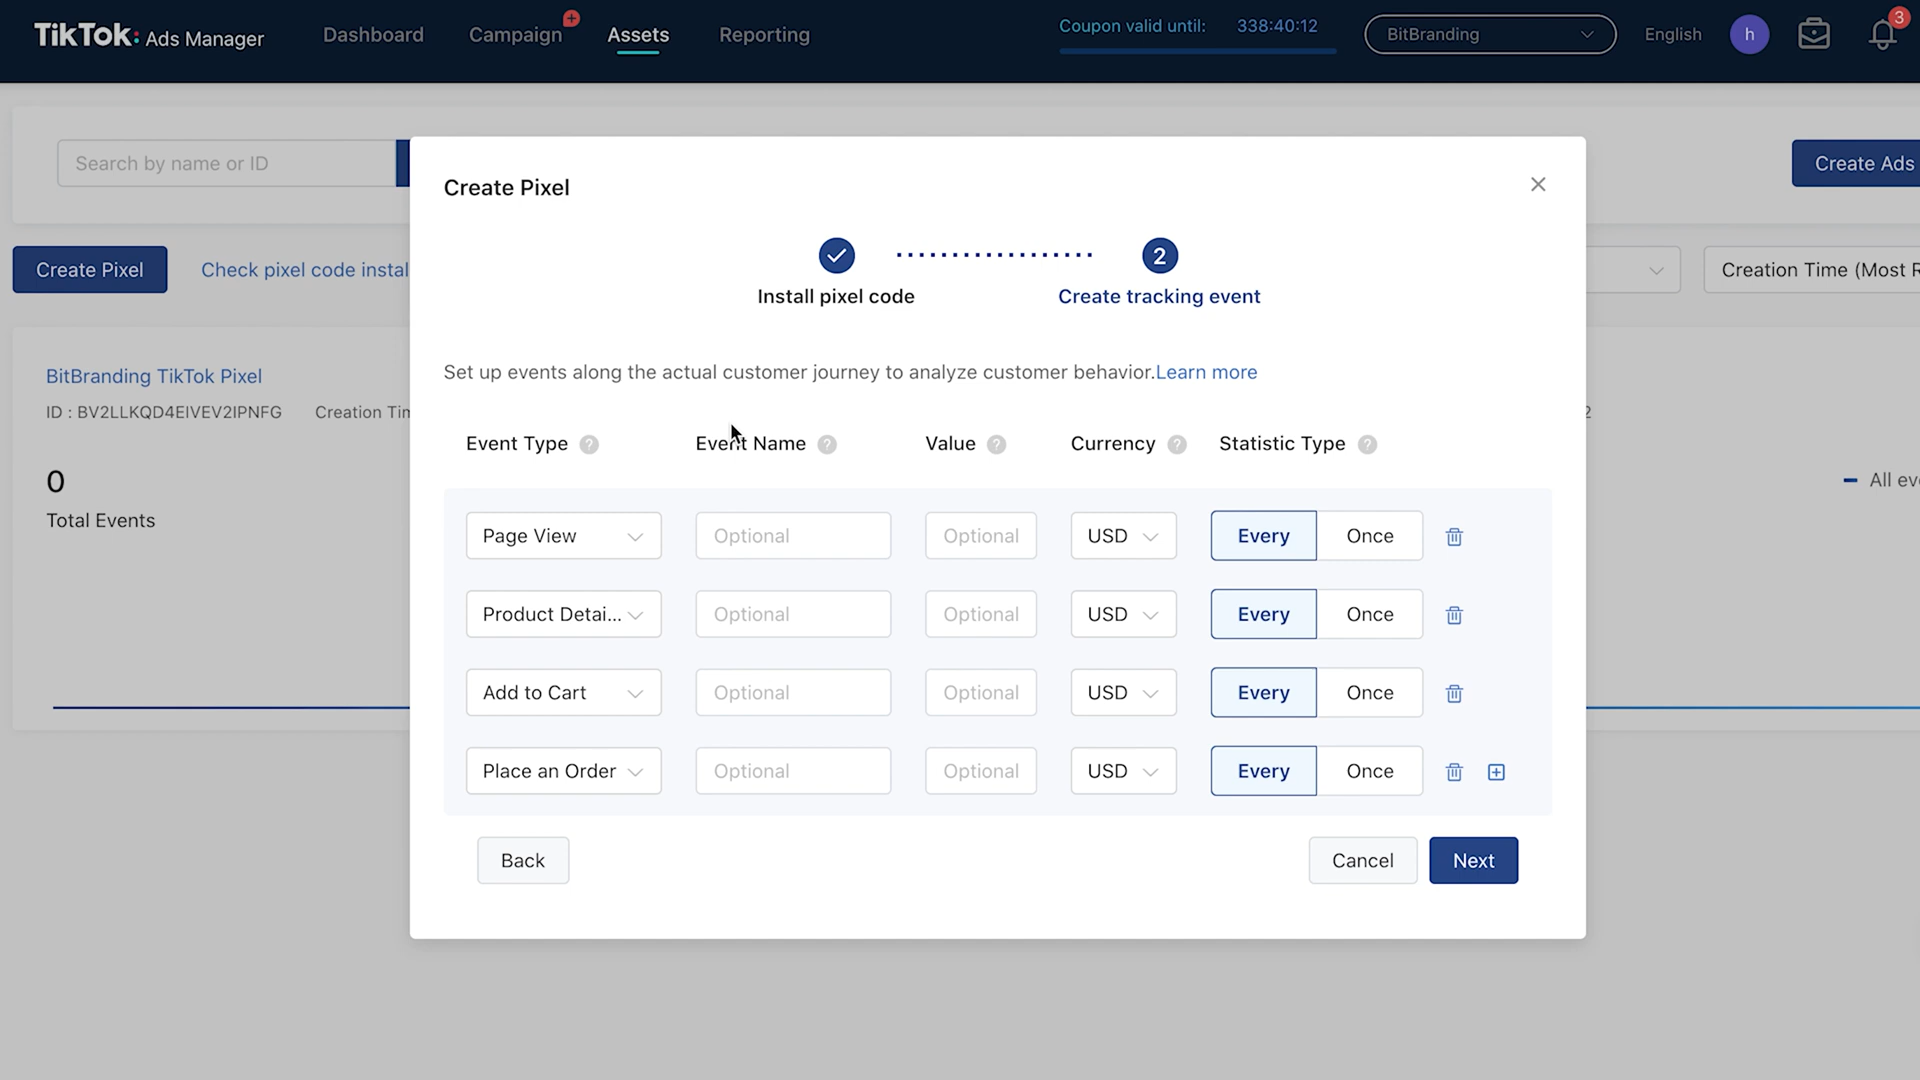 TikTok: Ads Manager
Dashboard
Campaign
Assets
Reporting
Coupon valid until: 338:40:12
BitBranding
English
h
3
Search by name or ID
Create Ads
Create Pixel
Check pixel code instal
Creation Time (Most R
BitBranding TikTok Pixel
ID : BV2LLKQD4EIVEV2IPNFG Creation Tim
2
0
Total Events
All eve
Create Pixel
2
Install pixel code
Create tracking event
Set up events along the actual customer journey to analyze customer behavior.Learn more
Event Type ? Event Name ? Value ? Currency ? Statistic Type ?
Page View Optional Optional USD Every Once
Product Detai... Optional Optional USD Every Once
Add to Cart Optional Optional USD Every Once
Place an Order Optional Optional USD Every Once
Back
Cancel
Next